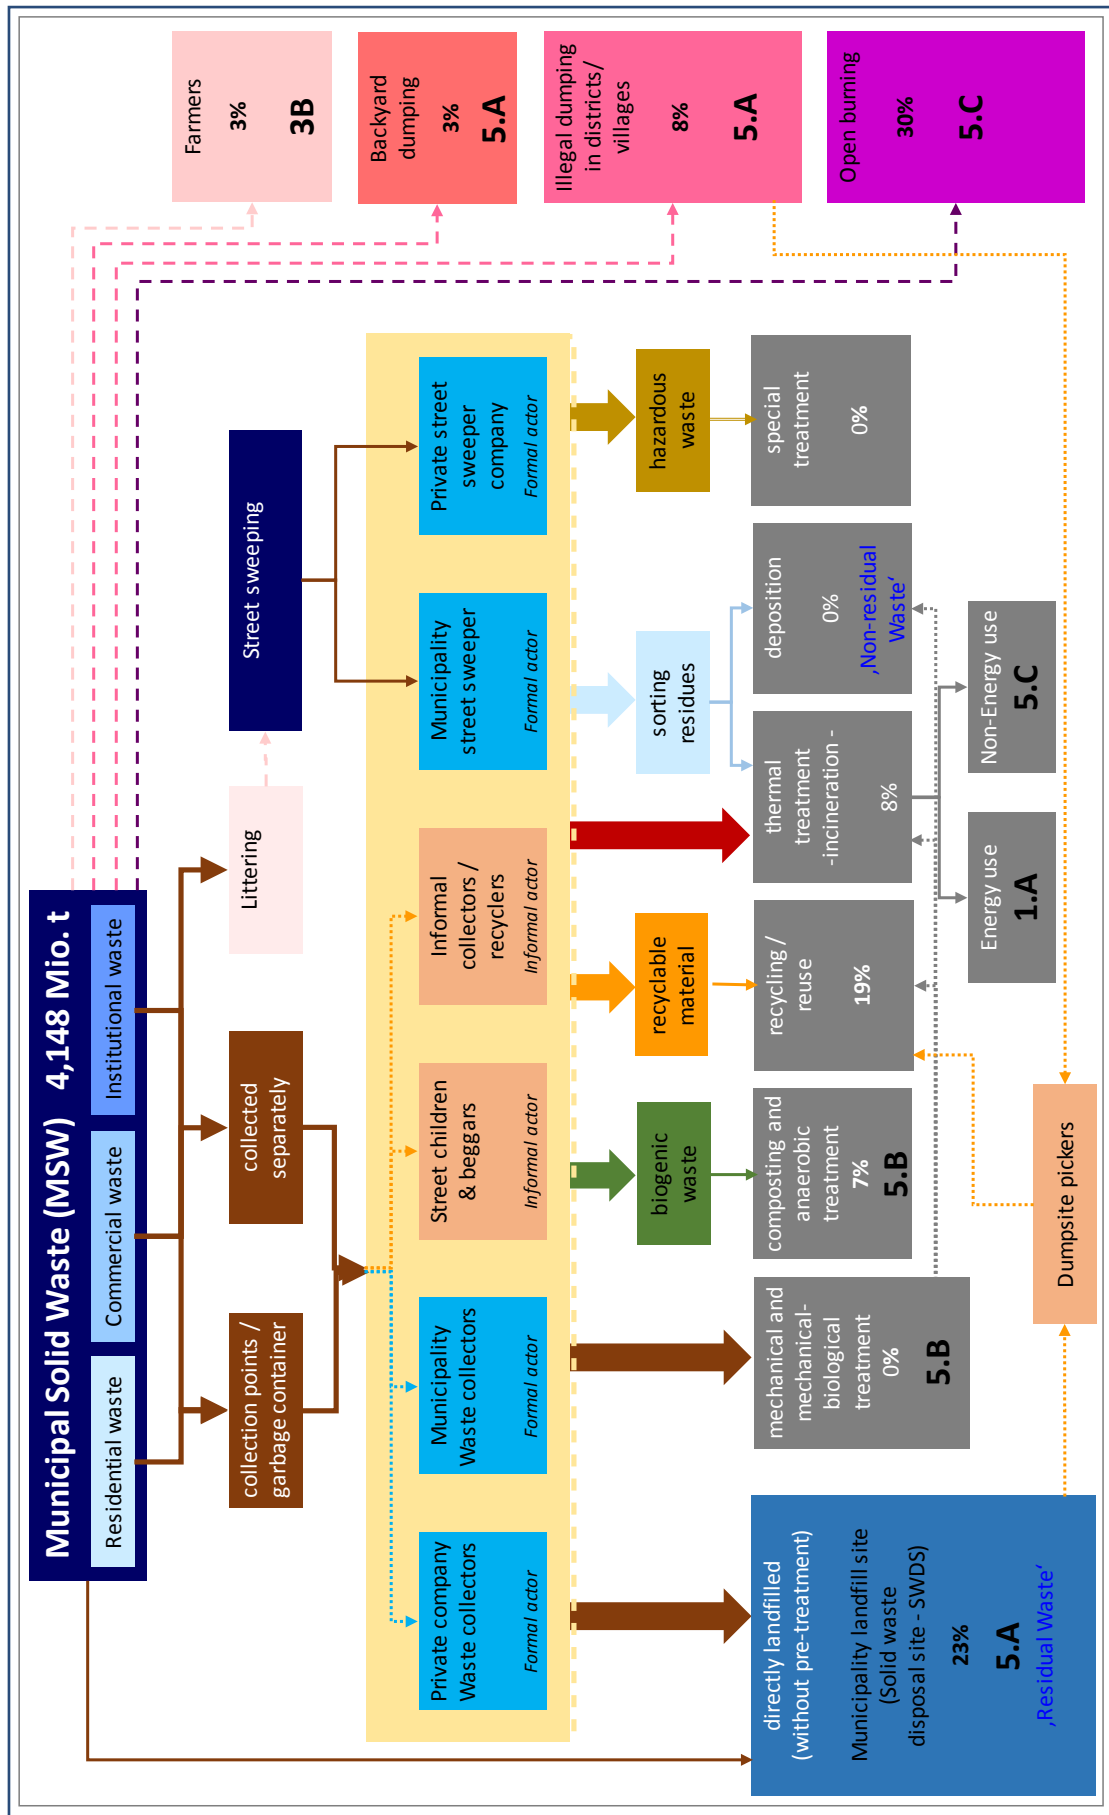 Municipal Solid Waste (MSW) 4,148 Mio. t
Residential waste
Commercial waste
Institutional waste
collection points /
garbage container
collected
separately
Littering
Street sweeping
Private company
Waste collectors
Formal actor
Municipality
Waste collectors
Formal actor
Street children
& beggars
Informal actor
Informal
collectors /
recyclers
Informal actor
Municipality
street sweeper
Formal actor
Private street
sweeper
company
Formal actor
biogenic
waste
recyclable
material
sorting
residues
hazardous
waste
directly landfilled
(without pre-treatment)
Municipality landfill site
(Solid waste
disposal site - SWDS)
23%
5.A
‚Residual Waste‘
mechanical and
mechanical-
biological
treatment
0%
5.B
composting and
anaerobic
treatment
7%
5.B
recycling /
reuse
19%
thermal
treatment
-incineration -
8%
deposition
0%
‚Non-residual
Waste‘
special
treatment
0%
Energy use
1.A
Non-Energy use
5.C
Dumpsite pickers
Farmers
3%
3B
Backyard
dumping
3%
5.A
Illegal dumping
in districts/
villages
8%
5.A
Open burning
30%
5.C